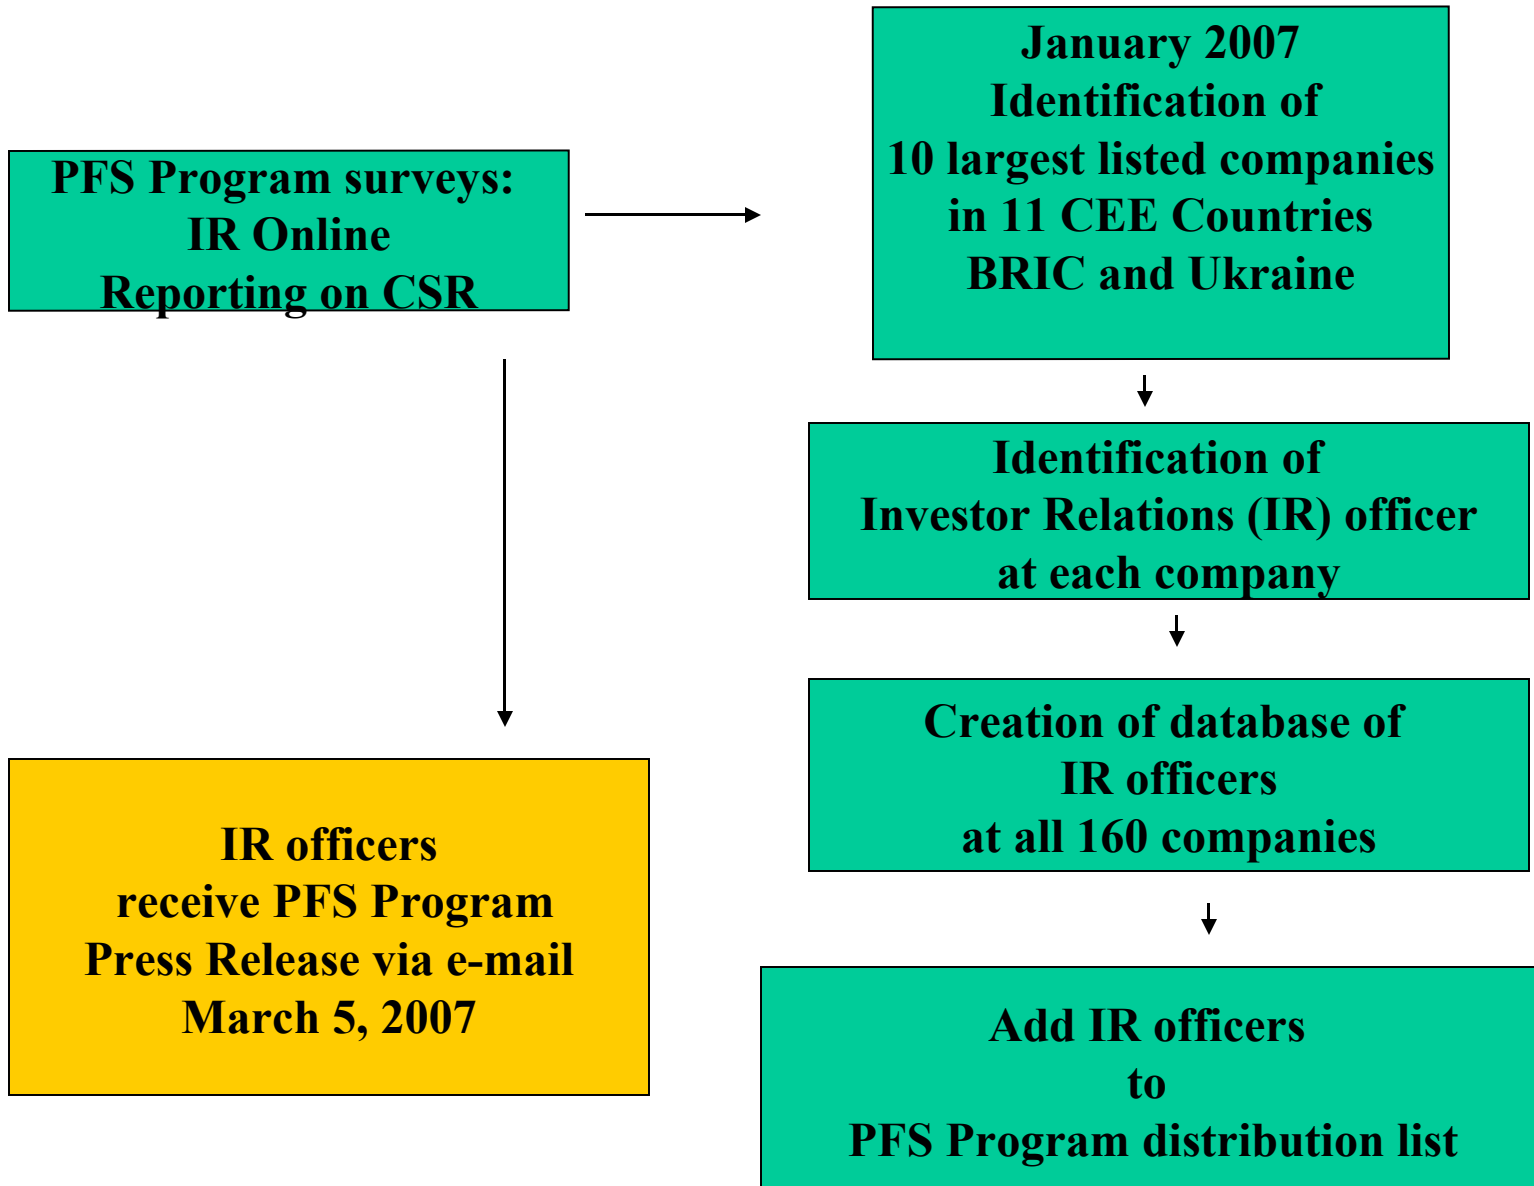 PFS Program surveys:
IR Online
Reporting on CSR
January 2007
Identification of
10 largest listed companies
in 11 CEE Countries
BRIC and Ukraine
Identification of
Investor Relations (IR) officer
at each company
Creation of database of
IR officers
at all 160 companies
Add IR officers
to
PFS Program distribution list
IR officers
receive PFS Program
Press Release via e-mail
March 5, 2007